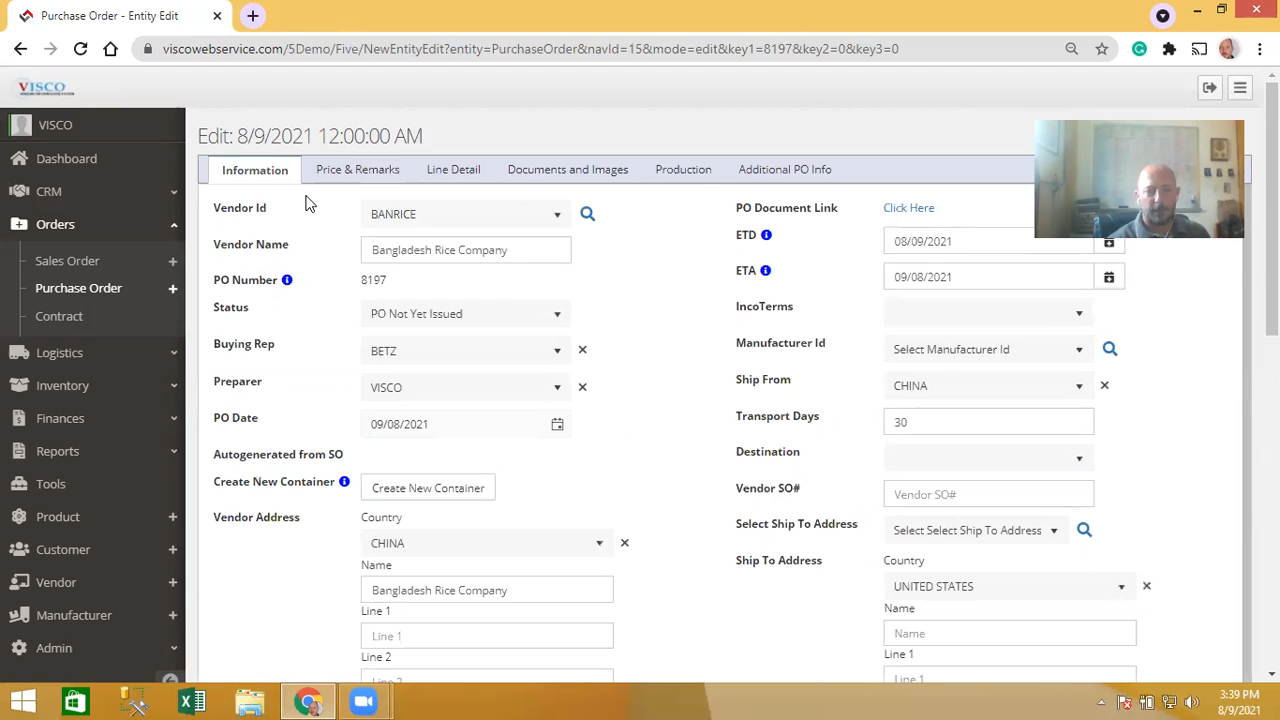 Purchase Order - Entity Edit
viscowebservice.com/5Demo/Five/NewEntityEdit?entity=PurchaseOrder&navId=15&mode=edit&key1=8197&key2=0&key3=0
VISCO
VISCO
Dashboard
CRM
Orders
Sales Order
Purchase Order
Contract
Logistics
Inventory
Finances
Reports
Tools
Product
Customer
Vendor
Manufacturer
Admin
Edit: 8/9/2021 12:00:00 AM
Information
Price & Remarks
Line Detail
Documents and Images
Production
Additional PO Info
Vendor Id
BANRICE
Vendor Name
Bangladesh Rice Company
PO Number
8197
Status
PO Not Yet Issued
Buying Rep
BETZ
Preparer
VISCO
PO Date
09/08/2021
Autogenerated from SO
Create New Container
Create New Container
Vendor Address
Country
CHINA
Name
Bangladesh Rice Company
Line 1
Line 1
Line 2
PO Document Link
Click Here
ETD
08/09/2021
ETA
09/08/2021
IncoTerms
Manufacturer Id
Select Manufacturer Id
Ship From
CHINA
Transport Days
30
Destination
Vendor SO#
Vendor SO#
Select Ship To Address
Select Select Ship To Address
Ship To Address
Country
UNITED STATES
Name
Name
Line 1
Line 1
3:39 PM
8/9/2021